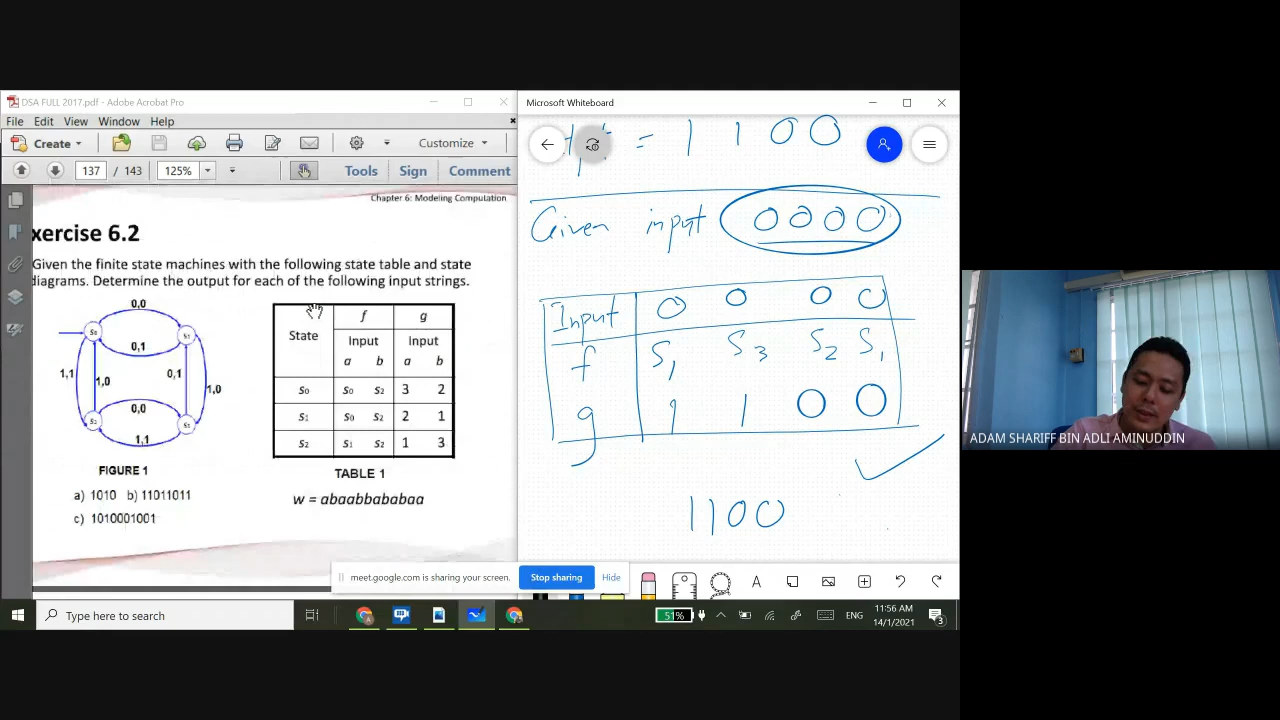 DSA FULL 2017.pdf - Adobe Acrobat Pro
File Edit View Window Help
Create Customize
137 / 143 125% Tools Sign Comment
Chapter 6: Modeling Computation
xercise 6.2
Given the finite state machines with the following state table and state
diagrams. Determine the output for each of the following input strings.
0,0
0,1
1,1 1,0 0,1 1,0
0,0
1,1
FIGURE 1
a) 1010 b) 11011011
c) 1010001001
State f g
Input Input
a b a b
s0 s0 s2 3 2
s1 s0 s2 2 1
s2 s1 s2 1 3
TABLE 1
w = abaabbababaa
Microsoft Whiteboard
= 1 1 0 0
Given input 0000
Input 0 0 0 0
f S1 S3 S2 S1
g 1 1 0 0
1100
meet.google.com is sharing your screen. Stop sharing Hide
Type here to search
51% ENG 11:56 AM
14/1/2021 3
ADAM SHARIFF BIN ADLI AMINUDDIN